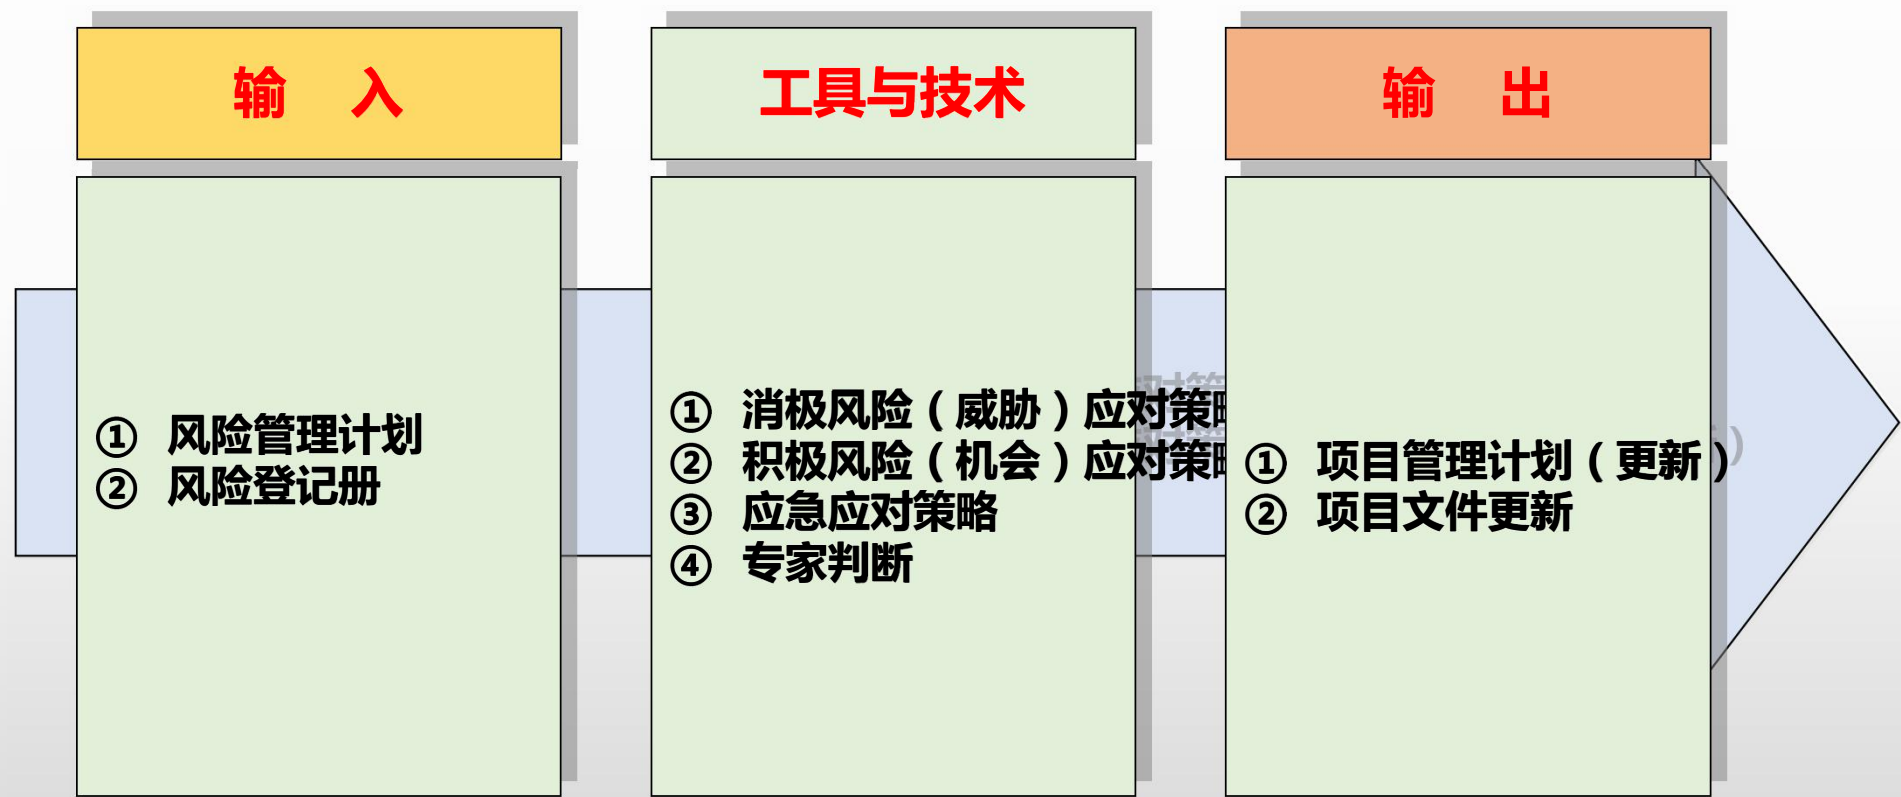 输 入
① 风险管理计划
② 风险登记册
工具与技术
① 消极风险（威胁）应对策
② 积极风险（机会）应对策
③ 应急应对策略
④ 专家判断
输 出
① 项目管理计划（更新）
② 项目文件更新